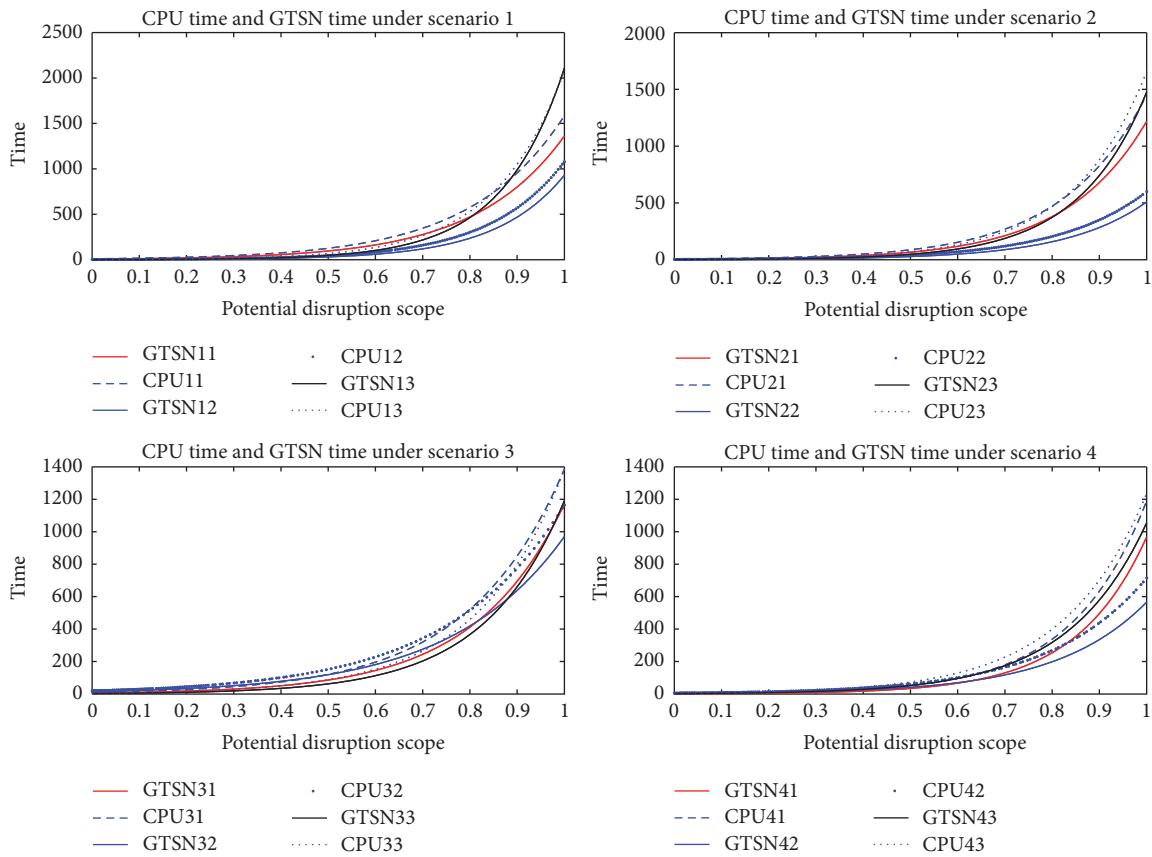 CPU time and GTSN time under scenario 1
2500
2000
1500
1000
500
0
Time
0 0.1 0.2 0.3 0.4 0.5 0.6 0.7 0.8 0.9 1
Potential disruption scope
GTSN11
CPU11
GTSN12
CPU12
GTSN13
CPU13
CPU time and GTSN time under scenario 2
2000
1500
1000
500
0
Time
0 0.1 0.2 0.3 0.4 0.5 0.6 0.7 0.8 0.9 1
Potential disruption scope
GTSN21
CPU21
GTSN22
CPU22
GTSN23
CPU23
CPU time and GTSN time under scenario 3
1400
1200
1000
800
600
400
200
0
Time
0 0.1 0.2 0.3 0.4 0.5 0.6 0.7 0.8 0.9 1
Potential disruption scope
GTSN31
CPU31
GTSN32
CPU32
GTSN33
CPU33
CPU time and GTSN time under scenario 4
1400
1200
1000
800
600
400
200
0
Time
0 0.1 0.2 0.3 0.4 0.5 0.6 0.7 0.8 0.9 1
Potential disruption scope
GTSN41
CPU41
GTSN42
CPU42
GTSN43
CPU43